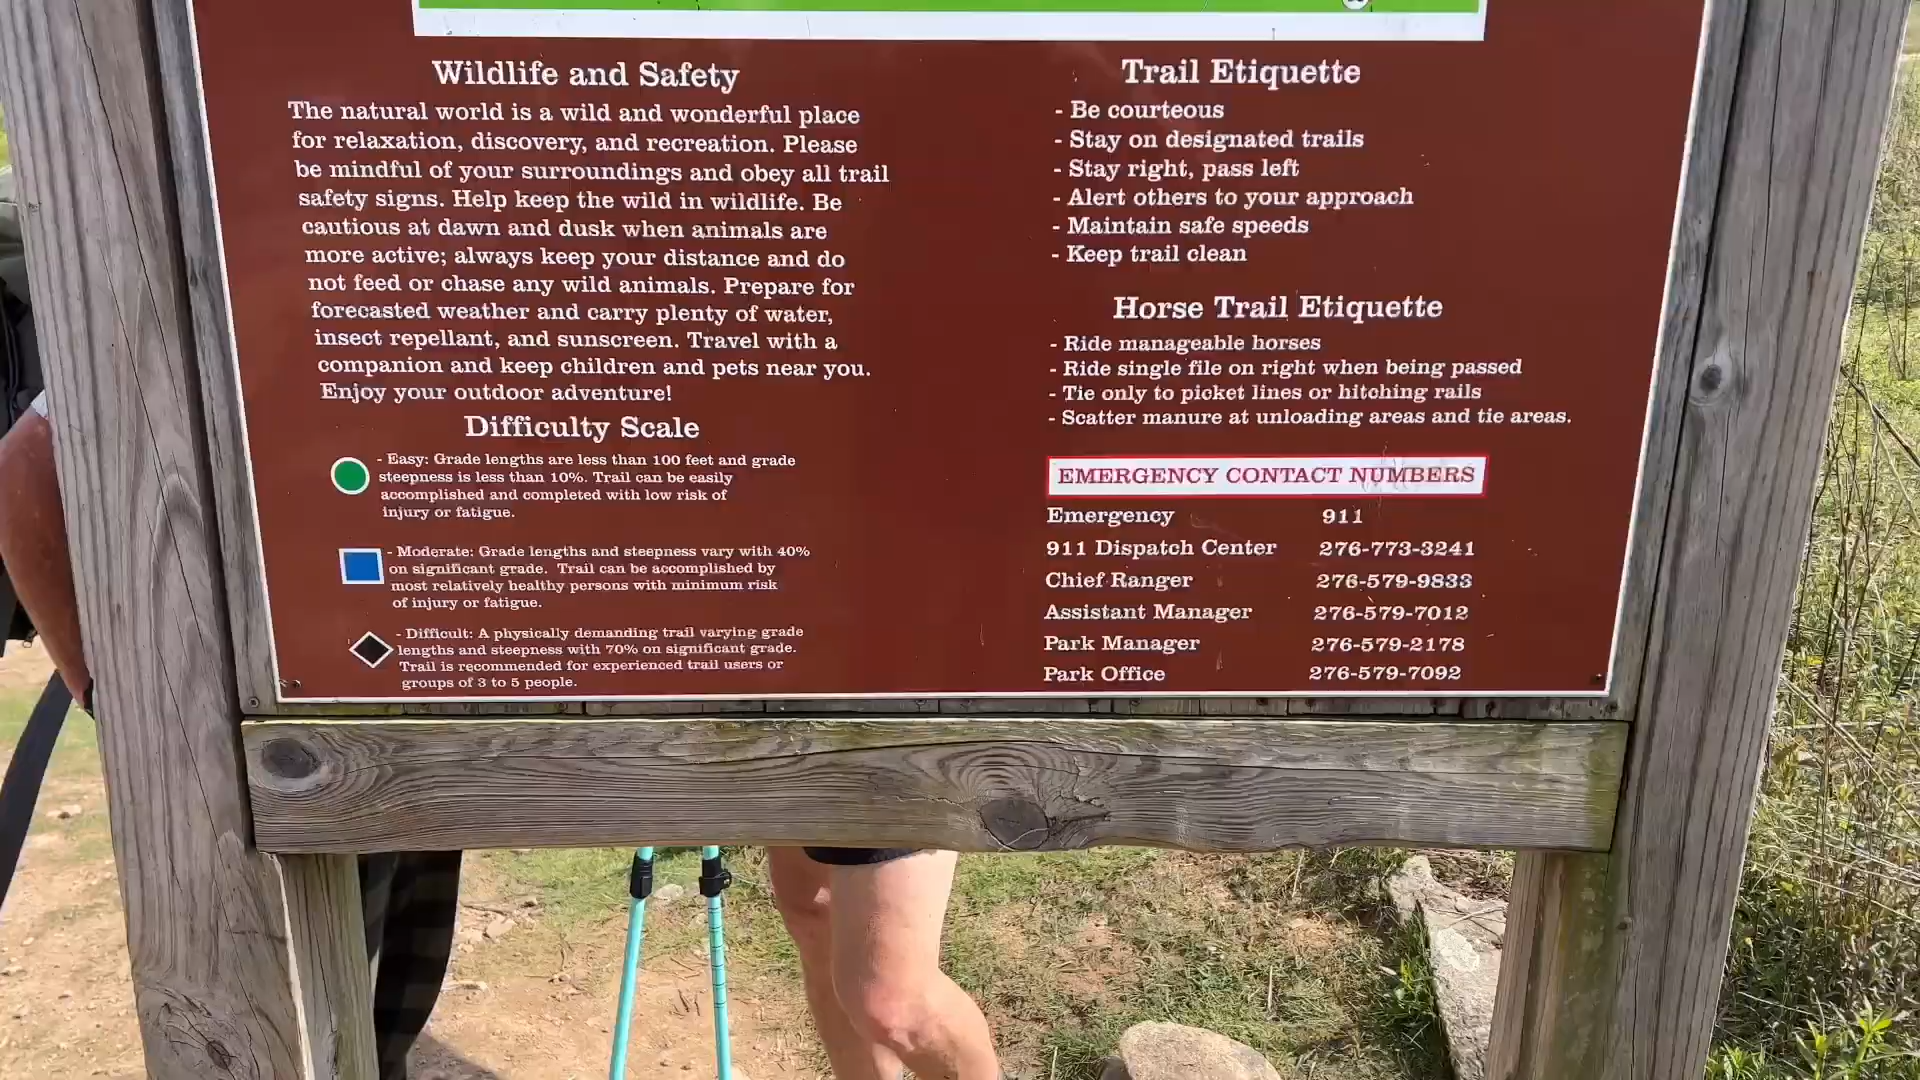 Wildlife and Safety
The natural world is a wild and wonderful place
for relaxation, discovery, and recreation. Please
be mindful of your surroundings and obey all trail
safety signs. Help keep the wild in wildlife. Be
cautious at dawn and dusk when animals are
more active; always keep your distance and do
not feed or chase any wild animals. Prepare for
forecasted weather and carry plenty of water,
insect repellant, and sunscreen. Travel with a
companion and keep children and pets near you.
Enjoy your outdoor adventure!
Difficulty Scale
- Easy: Grade lengths are less than 100 feet and grade
steepness is less than 10%. Trail can be easily
accomplished and completed with low risk of
injury or fatigue.
- Moderate: Grade lengths and steepness vary with 40%
on significant grade. Trail can be accomplished by
most relatively healthy persons with minimum risk
of injury or fatigue.
- Difficult: A physically demanding trail varying grade
lengths and steepness with 70% on significant grade.
Trail is recommended for experienced trail users or
groups of 3 to 5 people.
Trail Etiquette
- Be courteous
- Stay on designated trails
- Stay right, pass left
- Alert others to your approach
- Maintain safe speeds
- Keep trail clean
Horse Trail Etiquette
- Ride manageable horses
- Ride single file on right when being passed
- Tie only to picket lines or hitching rails
- Scatter manure at unloading areas and tie areas.
EMERGENCY CONTACT NUMBERS
Emergency 911
911 Dispatch Center 276-773-3241
Chief Ranger 276-579-9833
Assistant Manager 276-579-7012
Park Manager 276-579-2178
Park Office 276-579-7092